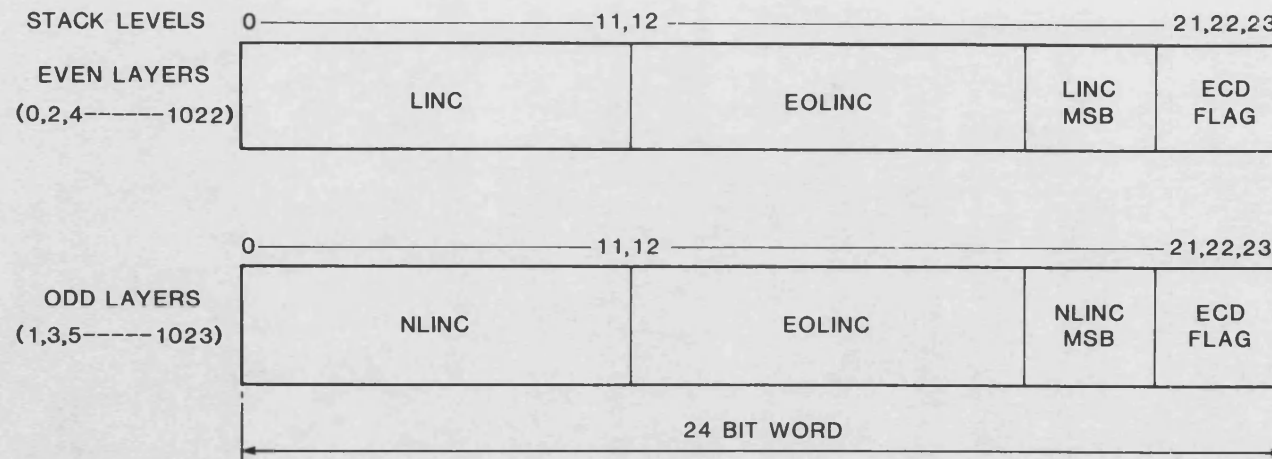 STACK LEVELS 0 11,12 21,22,23
EVEN LAYERS
(0,2,4------1022)
LINC EOLINC LINC MSB ECD FLAG
0 11,12 21,22,23
ODD LAYERS
(1,3,5-----1023)
NLINC EOLINC NLINC MSB ECD FLAG
24 BIT WORD